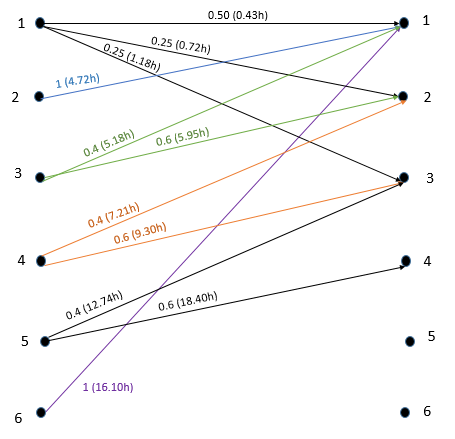 0.50 (0.43h)
1
1
0.25 (0.72h)
0.25 (1.18h)
1 (4.72h)
2
2
0.4 (5.18h)
0.6 (5.95h)
3
3
0.4 (7.21h)
0.6 (9.30h)
4
4
0.4 (12.74h)
0.6 (18.40h)
5
5
1 (16.10h)
6
6